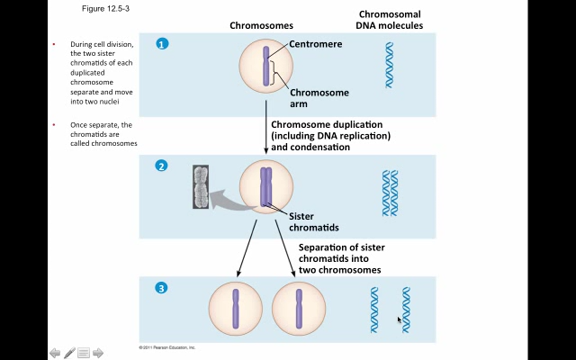 Figure 12.5-3
Chromosomes
Chromosomal
DNA molecules
• During cell division,
the two sister
chromatids of each
duplicated
chromosome
separate and move
into two nuclei
• Once separate, the
chromatids are
called chromosomes
1
Centromere
Chromosome
arm
Chromosome duplication
(including DNA replication)
and condensation
2
Sister
chromatids
Separation of sister
chromatids into
two chromosomes
3
© 2011 Pearson Education, Inc.